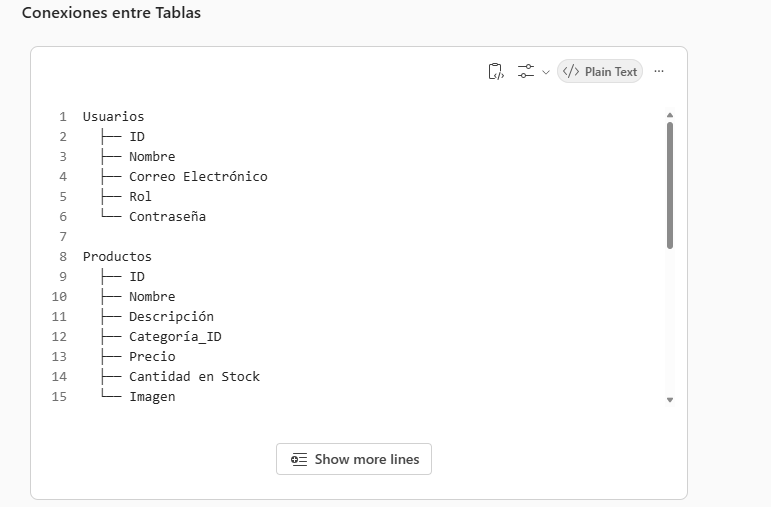 Conexiones entre Tablas
</> Plain Text ...
1 Usuarios
2 ├── ID
3 ├── Nombre
4 ├── Correo Electrónico
5 ├── Rol
6 └── Contraseña
7
8 Productos
9 ├── ID
10 ├── Nombre
11 ├── Descripción
12 ├── Categoría_ID
13 ├── Precio
14 ├── Cantidad en Stock
15 └── Imagen
Show more lines